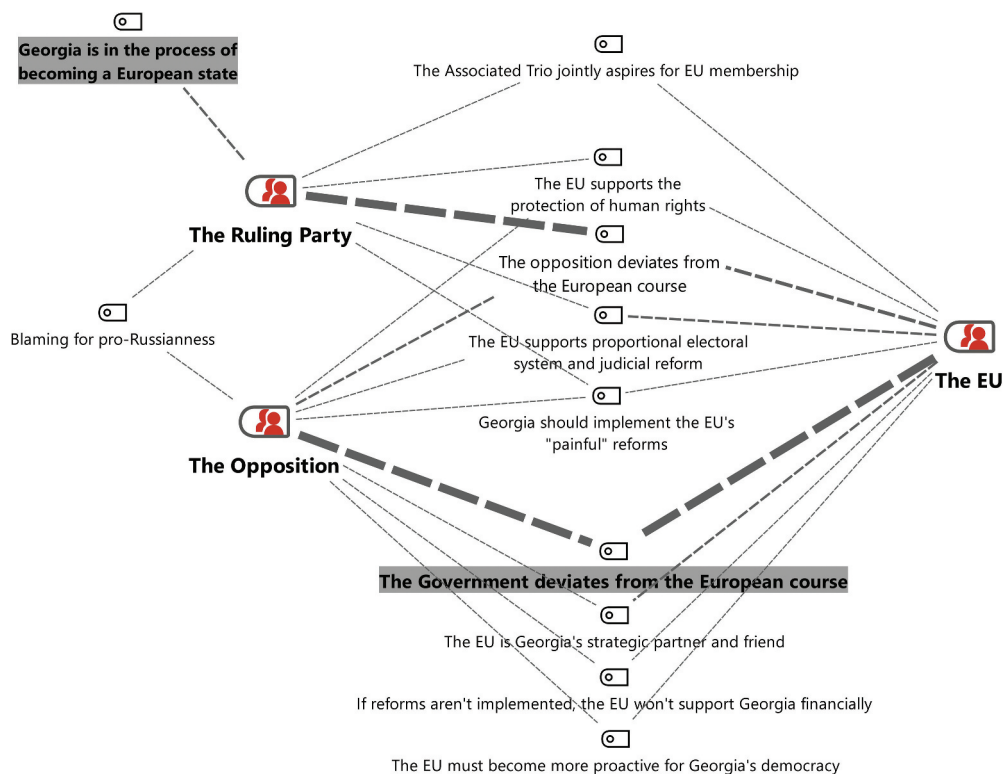 Georgia is in the process of
becoming a European state
The Associated Trio jointly aspires for EU membership
The EU supports the
protection of human rights
The Ruling Party
The opposition deviates from
the European course
Blaming for pro-Russianness
The EU supports proportional electoral
system and judicial reform
The EU
Georgia should implement the EU's
"painful" reforms
The Opposition
The Government deviates from the European course
The EU is Georgia's strategic partner and friend
If reforms aren't implemented, the EU won't support Georgia financially
The EU must become more proactive for Georgia's democracy